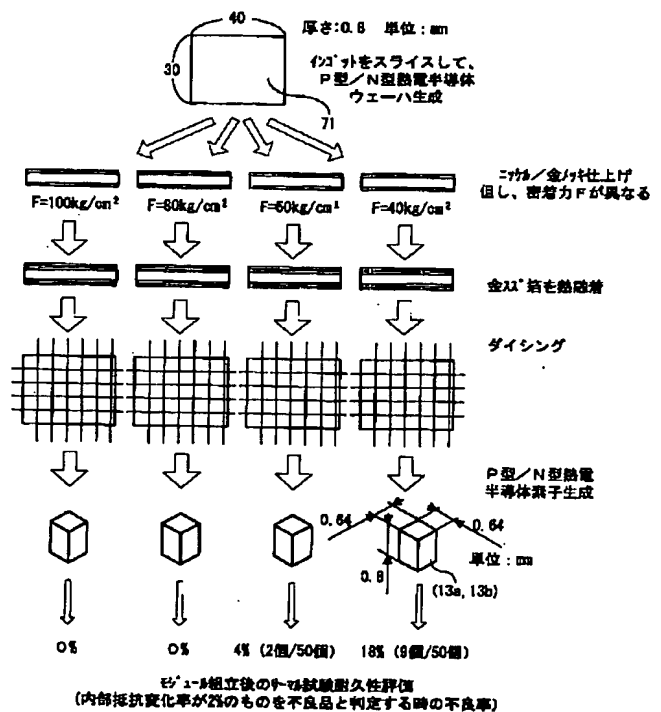 40
厚さ:0.8 単位:mm
30
インゴットをスライスして、
P型/N型熱電半導体
ウェーハ生成
71
ニッケル/金メッキ仕上げ
但し、密着力Fが異なる
F=100kg/cm² F=80kg/cm² F=60kg/cm² F=40kg/cm²
金スズ箔を熱融着
ダイシング
P型/N型熱電
半導体素子生成
0.64
0.64
単位:mm
0.8
(13a, 13b)
0% 0% 4% (2個/50個) 18% (9個/50個)
モジュール組立後のサーマル試験耐久性評価
(内部抵抗変化率が2%のものを不良品と判定する時の不良率)